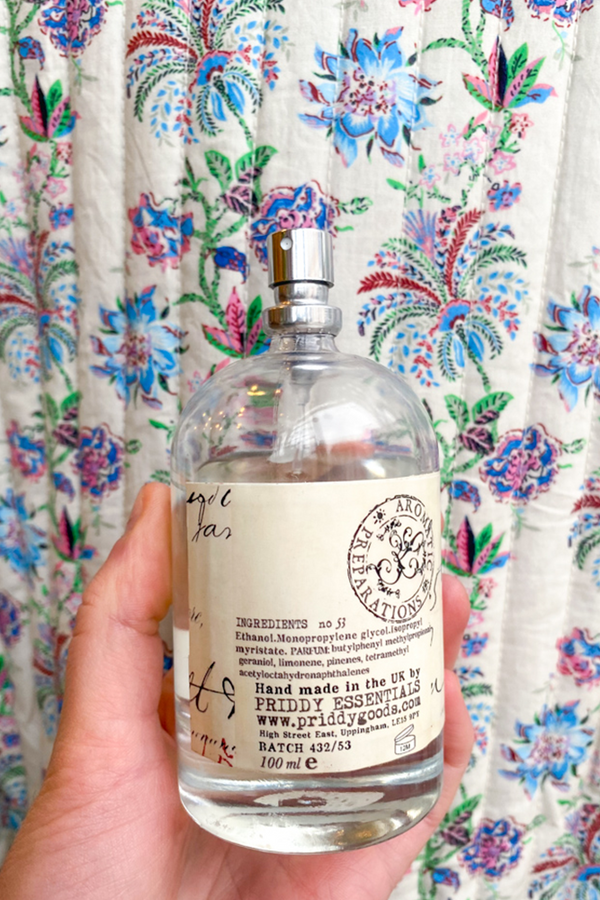 AROMATIC &
PREPARATIONS
INGREDIENTS no 53
Ethanol.Monopropylene glycol.isopropyl
myristate. PARFUM: butylphenyl methylpropional,
geraniol, limonene, pinenes, tetramethyl
acetyloctahydrenaphthalenes
Hand made in the UK by
PRIDDY ESSENTIALS
www.priddygoods.com
High Street East, Uppingham, LE15 9PY
BATCH 432/53
12M
100 ml e